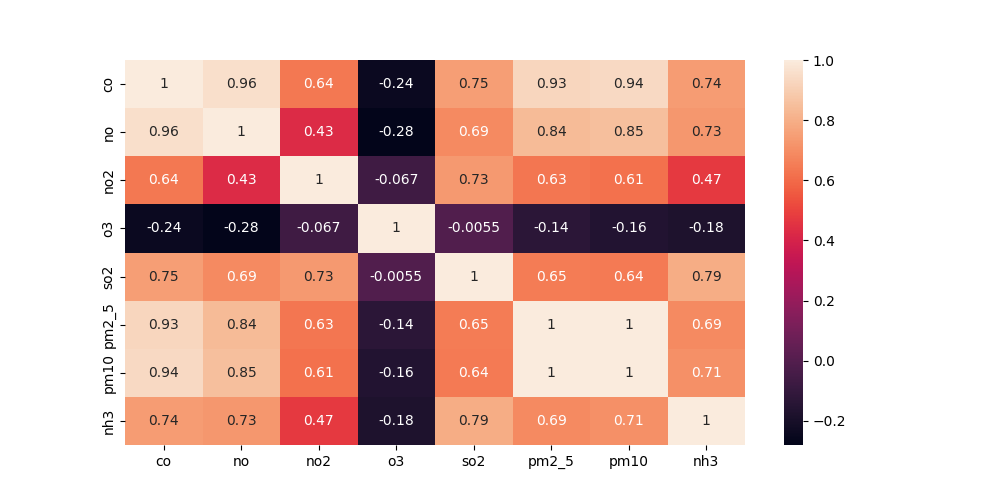 co 1 0.96 0.64 -0.24 0.75 0.93 0.94 0.74
no 0.96 1 0.43 -0.28 0.69 0.84 0.85 0.73
no2 0.64 0.43 1 -0.067 0.73 0.63 0.61 0.47
o3 -0.24 -0.28 -0.067 1 -0.0055 -0.14 -0.16 -0.18
so2 0.75 0.69 0.73 -0.0055 1 0.65 0.64 0.79
pm2_5 0.93 0.84 0.63 -0.14 0.65 1 1 0.69
pm10 0.94 0.85 0.61 -0.16 0.64 1 1 0.71
nh3 0.74 0.73 0.47 -0.18 0.79 0.69 0.71 1
co no no2 o3 so2 pm2_5 pm10 nh3
1.0
0.8
0.6
0.4
0.2
0.0
−0.2